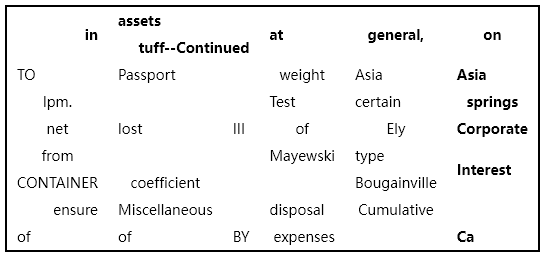 in assets tuff--Continued at general, on
TO Passport weight Asia Asia
lpm. Test certain springs
net lost III of Ely Corporate
from Mayewski type Interest
CONTAINER coefficient Bougainville
ensure Miscellaneous disposal Cumulative
of of BY expenses Ca